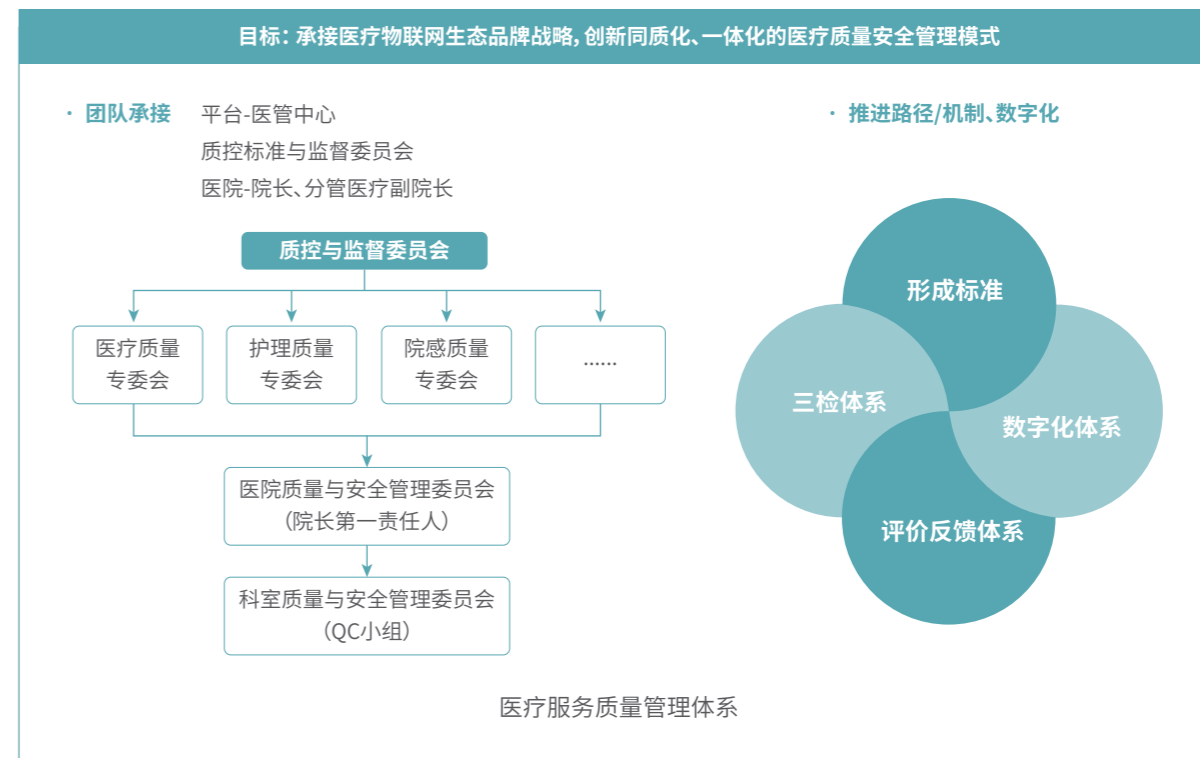 目标：承接医疗物联网生态品牌战略，创新同质化、一体化的医疗质量安全管理模式
· 团队承接
平台-医管中心
质控标准与监督委员会
医院-院长、分管医疗副院长
质控与监督委员会
医疗质量
专委会
护理质量
专委会
院感质量
专委会
······
医院质量与安全管理委员会
（院长第一责任人）
科室质量与安全管理委员会
（QC小组）
· 推进路径/机制、数字化
形成标准
三检体系
数字化体系
评价反馈体系
医疗服务质量管理体系